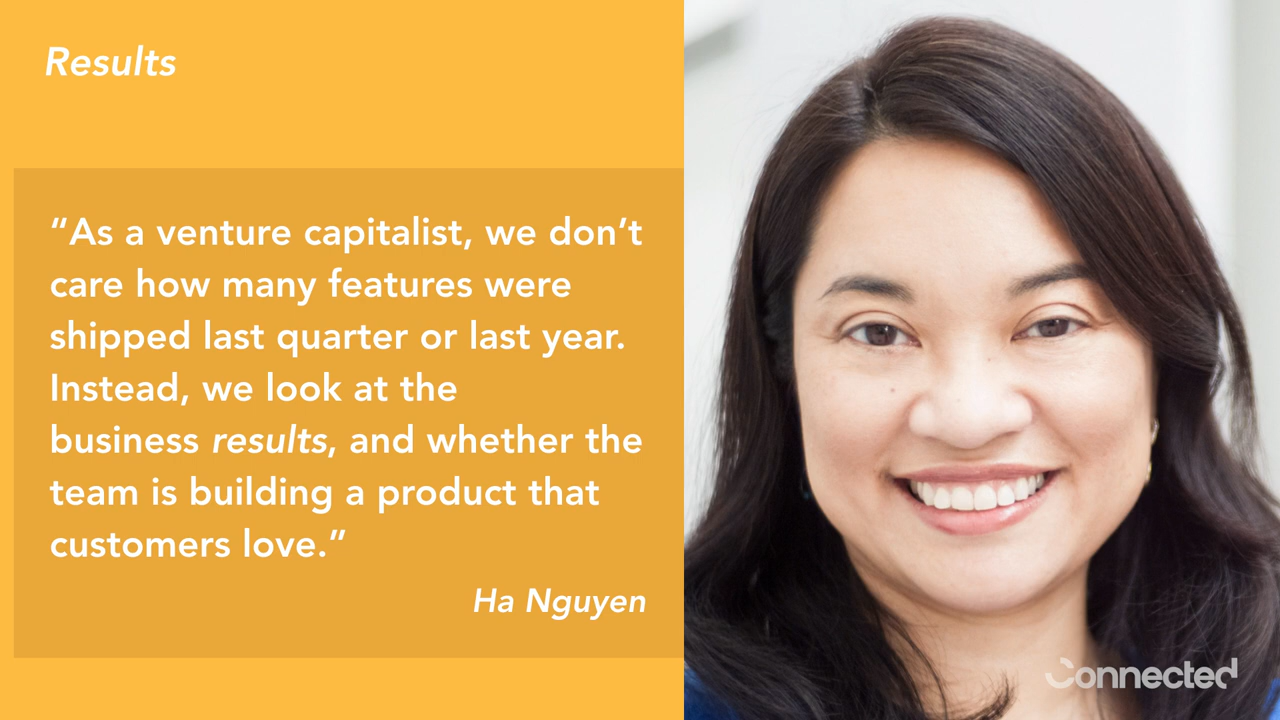 Results
“As a venture capitalist, we don’t
care how many features were
shipped last quarter or last year.
Instead, we look at the
business results, and whether the
team is building a product that
customers love.”
Ha Nguyen
Connected